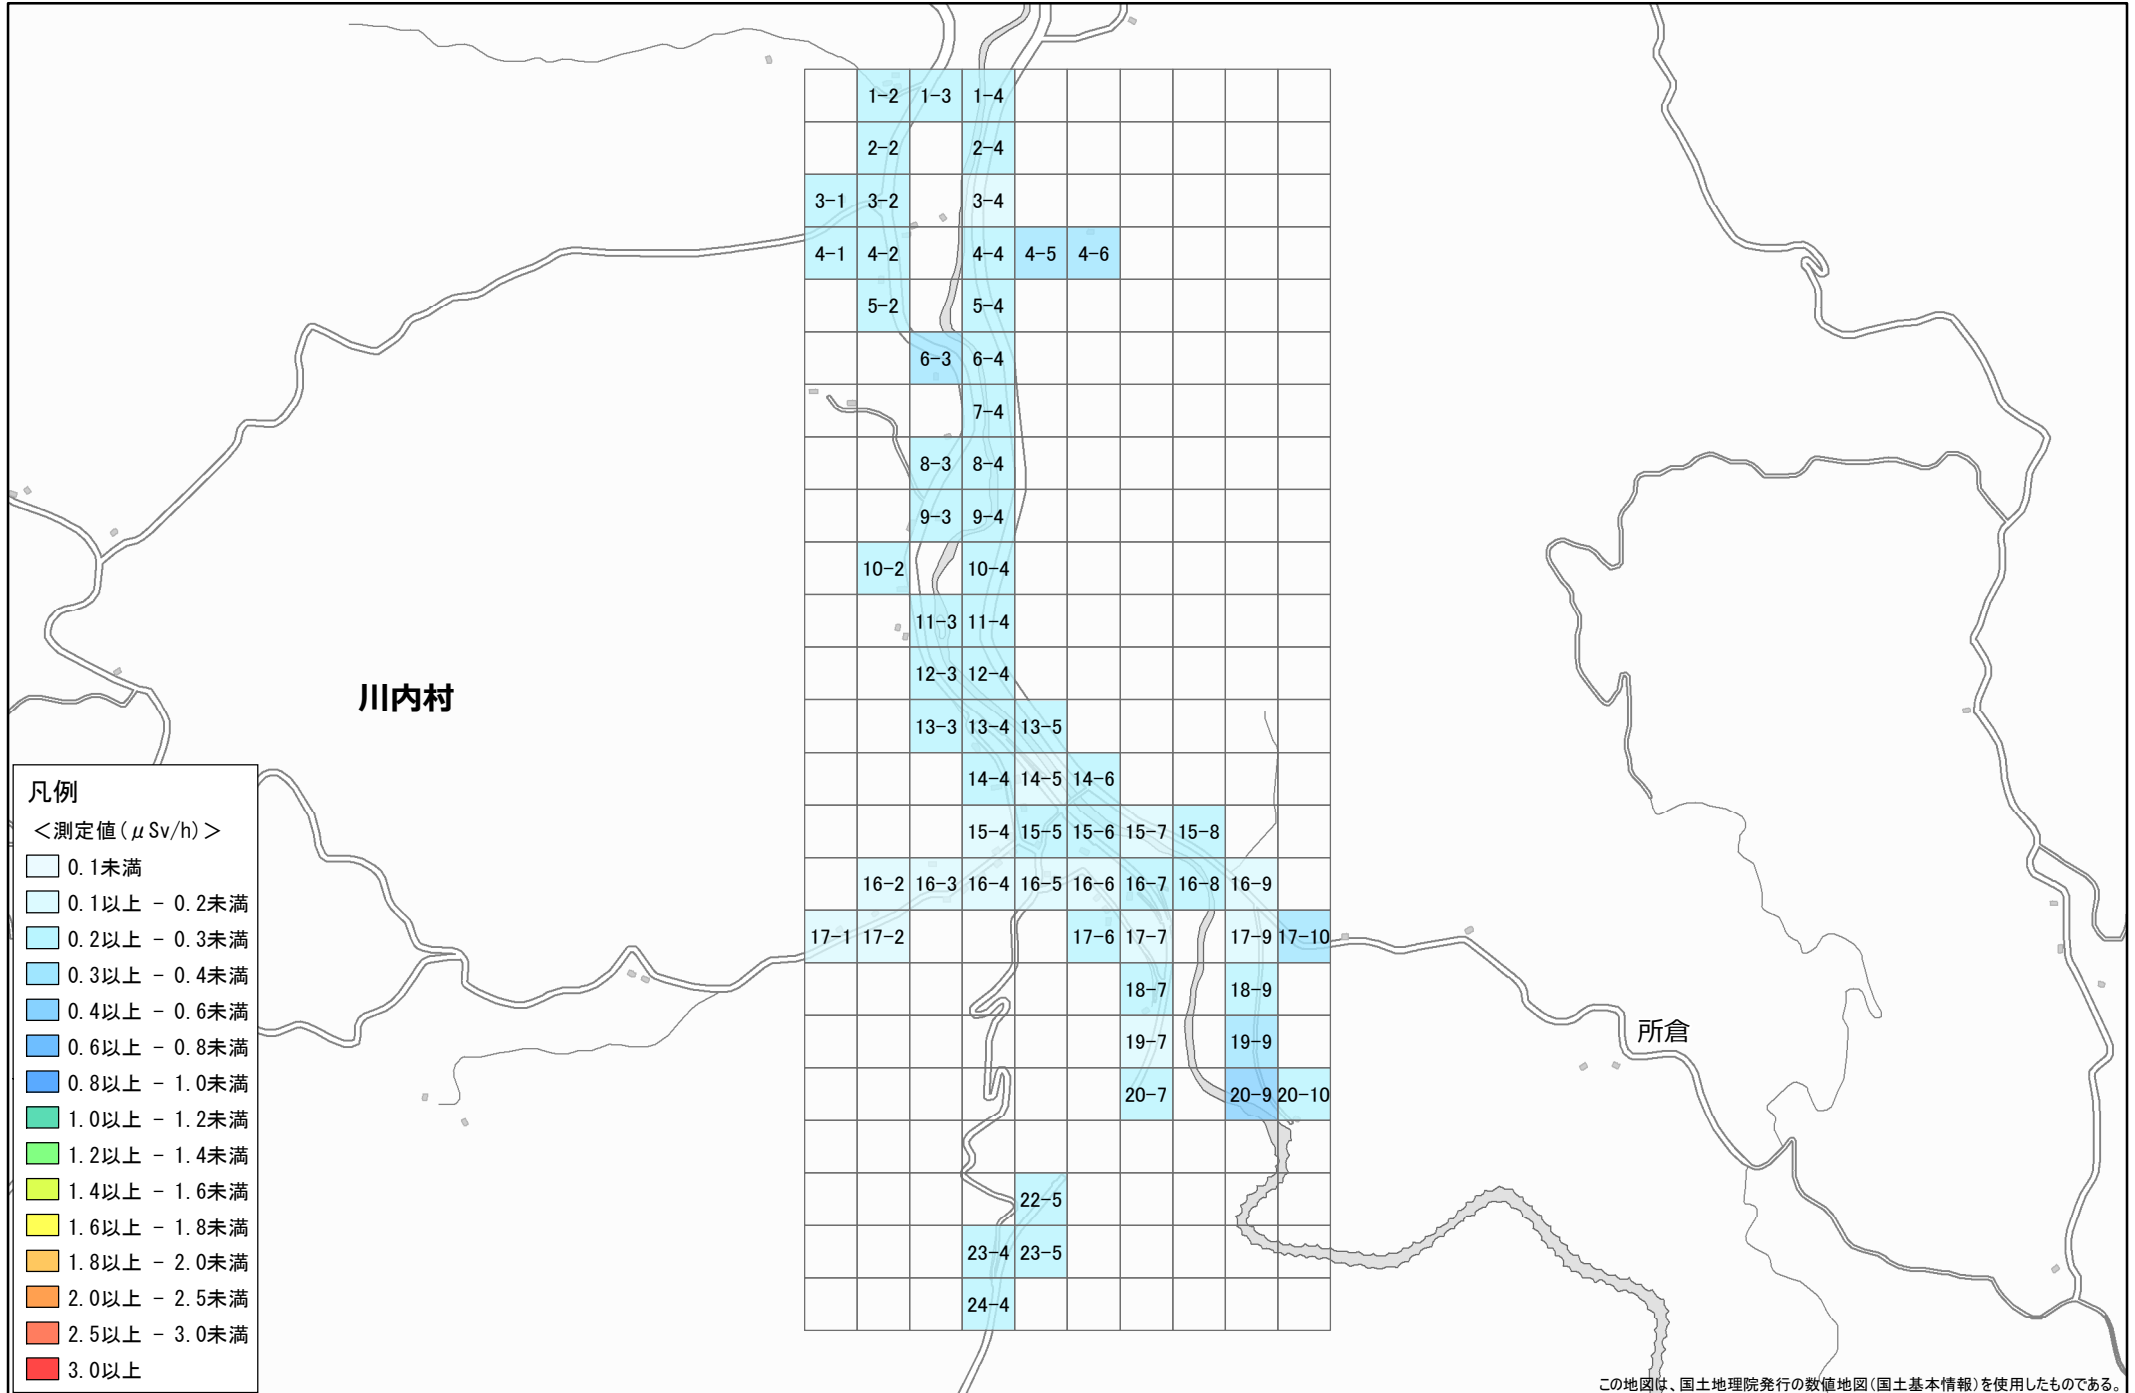 1-2 1-3 1-4
2-2 2-4
3-1 3-2 3-4
4-1 4-2 4-4 4-5 4-6
5-2 5-4
6-3 6-4
7-4
8-3 8-4
9-3 9-4
10-2 10-4
11-3 11-4
12-3 12-4
川内村
13-3 13-4 13-5
14-4 14-5 14-6
15-4 15-5 15-6 15-7 15-8
16-2 16-3 16-4 16-5 16-6 16-7 16-8 16-9
17-1 17-2 17-6 17-7 17-9 17-10
18-7 18-9
19-7 19-9
所倉
20-7 20-9 20-10
22-5
23-4 23-5
24-4
凡例
＜測定値(μSv/h)＞
0.1未満
0.1以上 - 0.2未満
0.2以上 - 0.3未満
0.3以上 - 0.4未満
0.4以上 - 0.6未満
0.6以上 - 0.8未満
0.8以上 - 1.0未満
1.0以上 - 1.2未満
1.2以上 - 1.4未満
1.4以上 - 1.6未満
1.6以上 - 1.8未満
1.8以上 - 2.0未満
2.0以上 - 2.5未満
2.5以上 - 3.0未満
3.0以上
この地図は、国土地理院発行の数値地図(国土基本情報)を使用したものである。